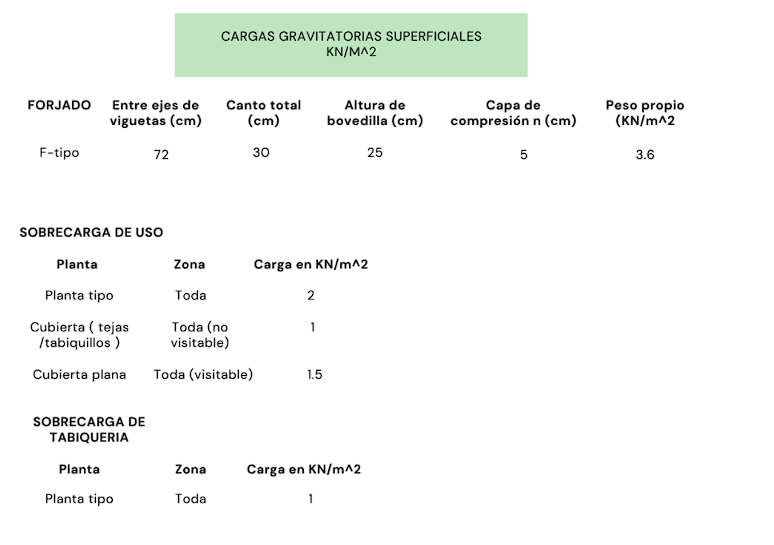 CARGAS GRAVITATORIAS SUPERFICIALES
KN/M^2
FORJADO Entre ejes de viguetas (cm) Canto total (cm) Altura de bovedilla (cm) Capa de compresión n (cm) Peso propio (KN/m^2
F-tipo 72 30 25 5 3.6
SOBRECARGA DE USO
Planta Zona Carga en KN/m^2
Planta tipo Toda 2
Cubierta ( tejas /tabiquillos ) Toda (no visitable) 1
Cubierta plana Toda (visitable) 1.5
SOBRECARGA DE
TABIQUERIA
Planta Zona Carga en KN/m^2
Planta tipo Toda 1